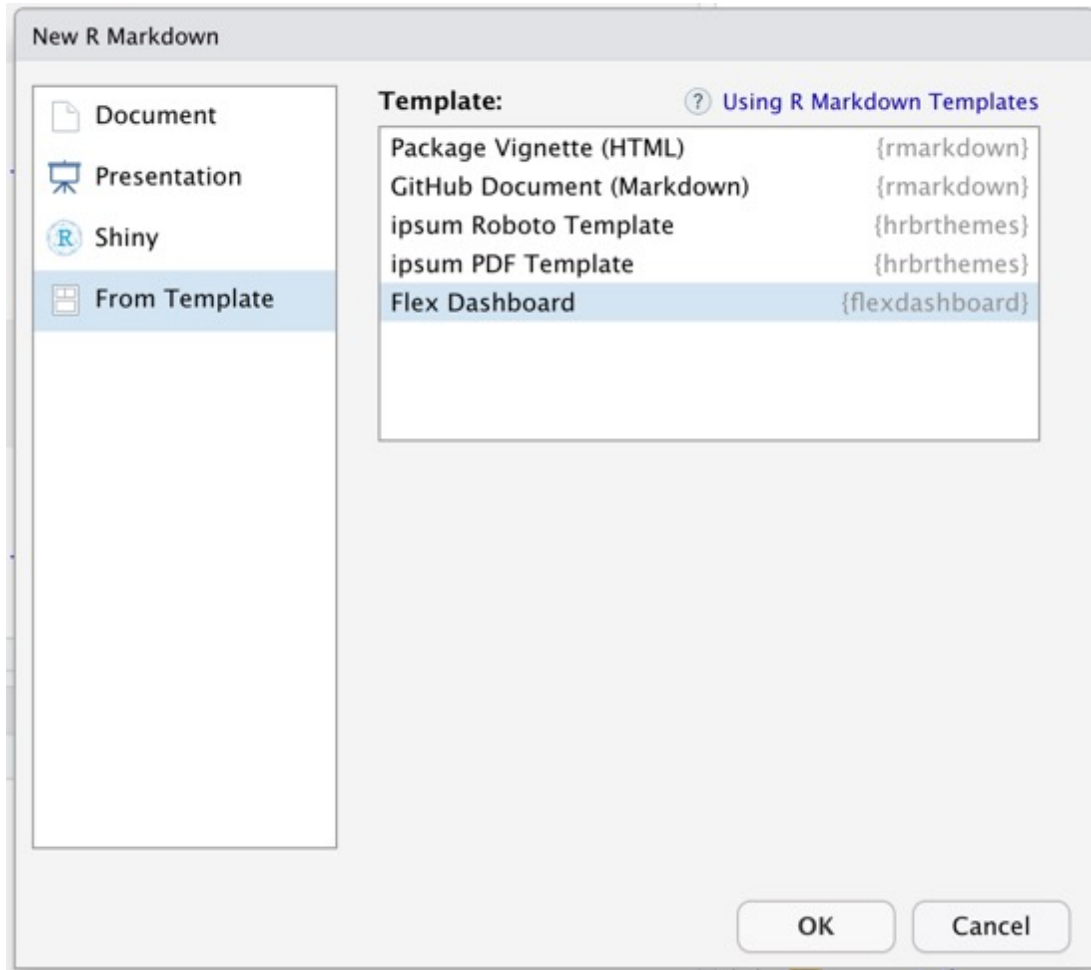 New R Markdown
Document
Presentation
R Shiny
From Template
Template: ? Using R Markdown Templates
Package Vignette (HTML) {rmarkdown}
GitHub Document (Markdown) {rmarkdown}
ipsum Roboto Template {hrbrthemes}
ipsum PDF Template {hrbrthemes}
Flex Dashboard {flexdashboard}
OK Cancel